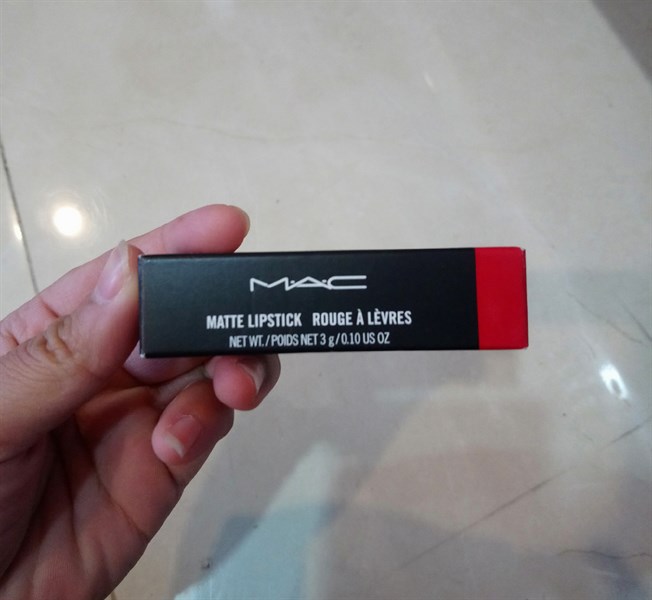 M·A·C
MATTE LIPSTICK ROUGE À LÈVRES
NET WT./POIDS NET 3 g/0.10 US OZ